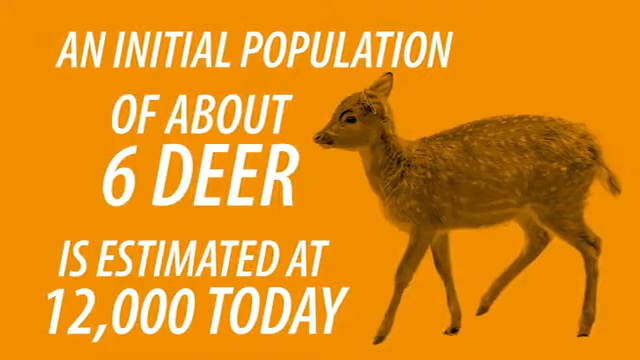 AN INITIAL POPULATION
OF ABOUT
6 DEER
IS ESTIMATED AT
12,000 TODAY